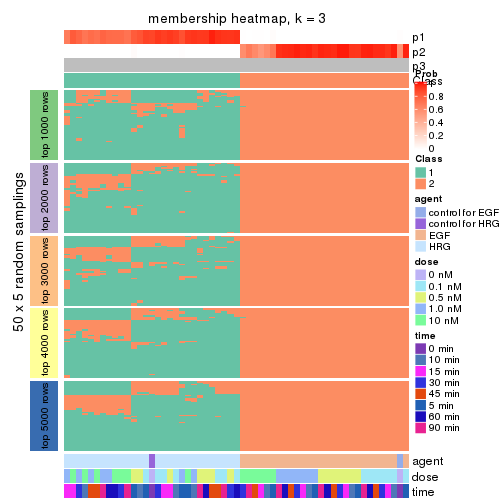 membership heatmap, k = 3
p1
p2
p3
Class
Prob
1
0.8
0.6
0.4
0.2
0
Class
1
2
agent
control for EGF
control for HRG
EGF
HRG
dose
0 nM
0.1 nM
0.5 nM
1.0 nM
10 nM
time
0 min
10 min
15 min
30 min
45 min
5 min
60 min
90 min
50 x 5 random samplings
top 1000 rows
top 2000 rows
top 3000 rows
top 4000 rows
top 5000 rows
agent
dose
time